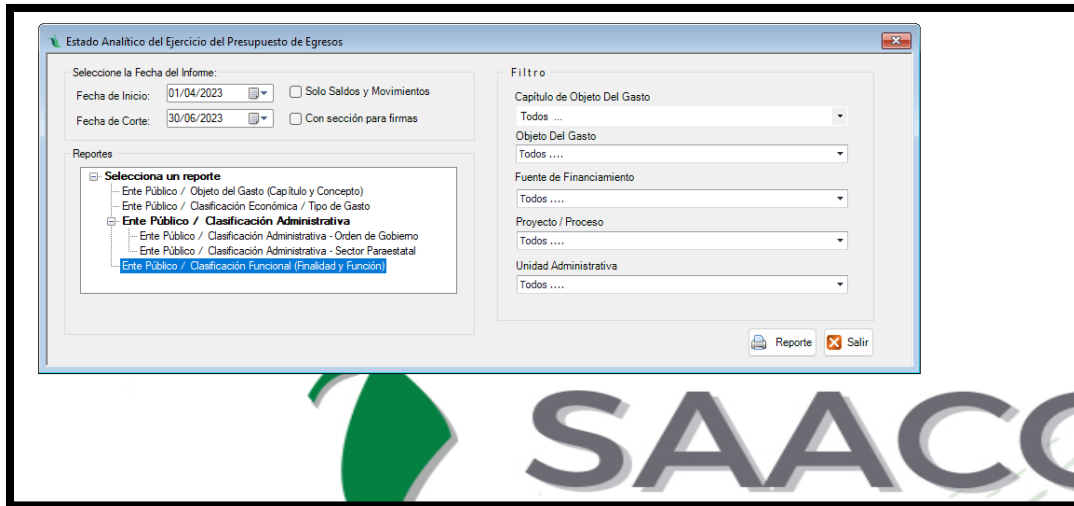 Estado Analítico del Ejercicio del Presupuesto de Egresos
Seleccione la Fecha del Informe:
Fecha de Inicio: 01/04/2023
Solo Saldos y Movimientos
Fecha de Corte: 30/06/2023
Con sección para firmas
Reportes
Selecciona un reporte
Ente Público / Objeto del Gasto (Capítulo y Concepto)
Ente Público / Clasificación Económica / Tipo de Gasto
Ente Público / Clasificación Administrativa
Ente Público / Clasificación Administrativa - Orden de Gobierno
Ente Público / Clasificación Administrativa - Sector Paraestatal
Ente Público / Clasificación Funcional (Finalidad y Función)
Filtro
Capítulo de Objeto Del Gasto
Todos ...
Objeto Del Gasto
Todos ....
Fuente de Financiamiento
Todos ....
Proyecto / Proceso
Todos ....
Unidad Administrativa
Todos ....
Reporte
Salir
SAAC